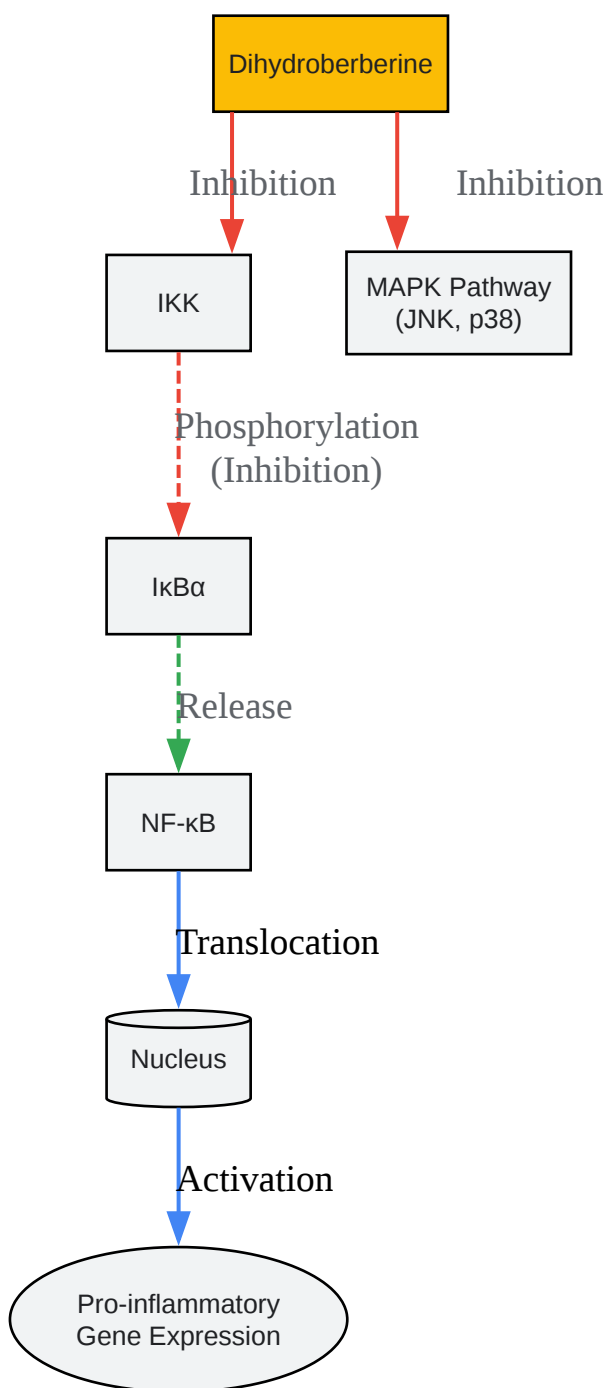 Dihydroberberine
Inhibition
Inhibition
IKK
MAPK Pathway
(JNK, p38)
Phosphorylation
(Inhibition)
IκBα
Release
NF-κB
Translocation
Nucleus
Activation
Pro-inflammatory
Gene Expression